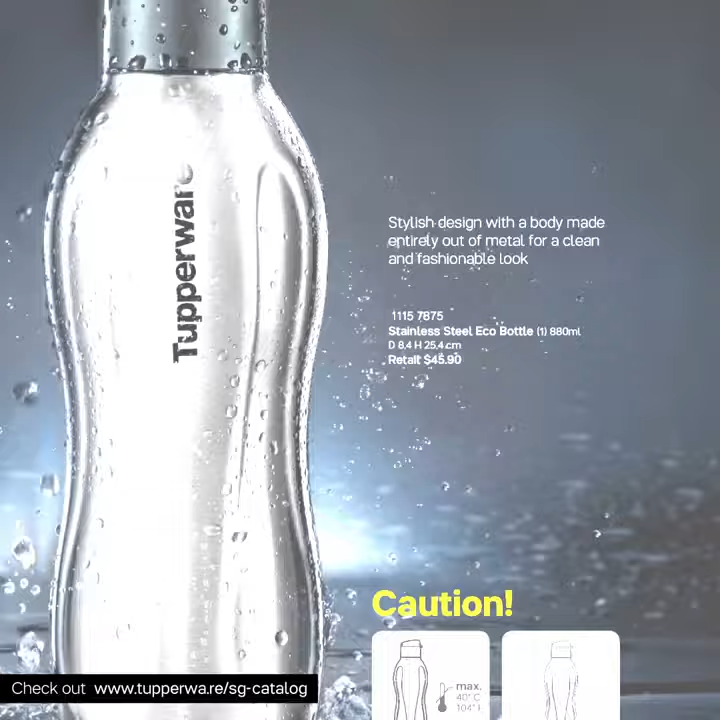 Tupperware
Stylish design with a body made
entirely out of metal for a clean
and fashionable look
1115 7875
Stainless Steel Eco Bottle (1) 880ml
D 8,4 H 25,4 cm
Retail $45.90
Caution!
max.
40° C
104°
Check out www.tupperwa.re/sg-catalog